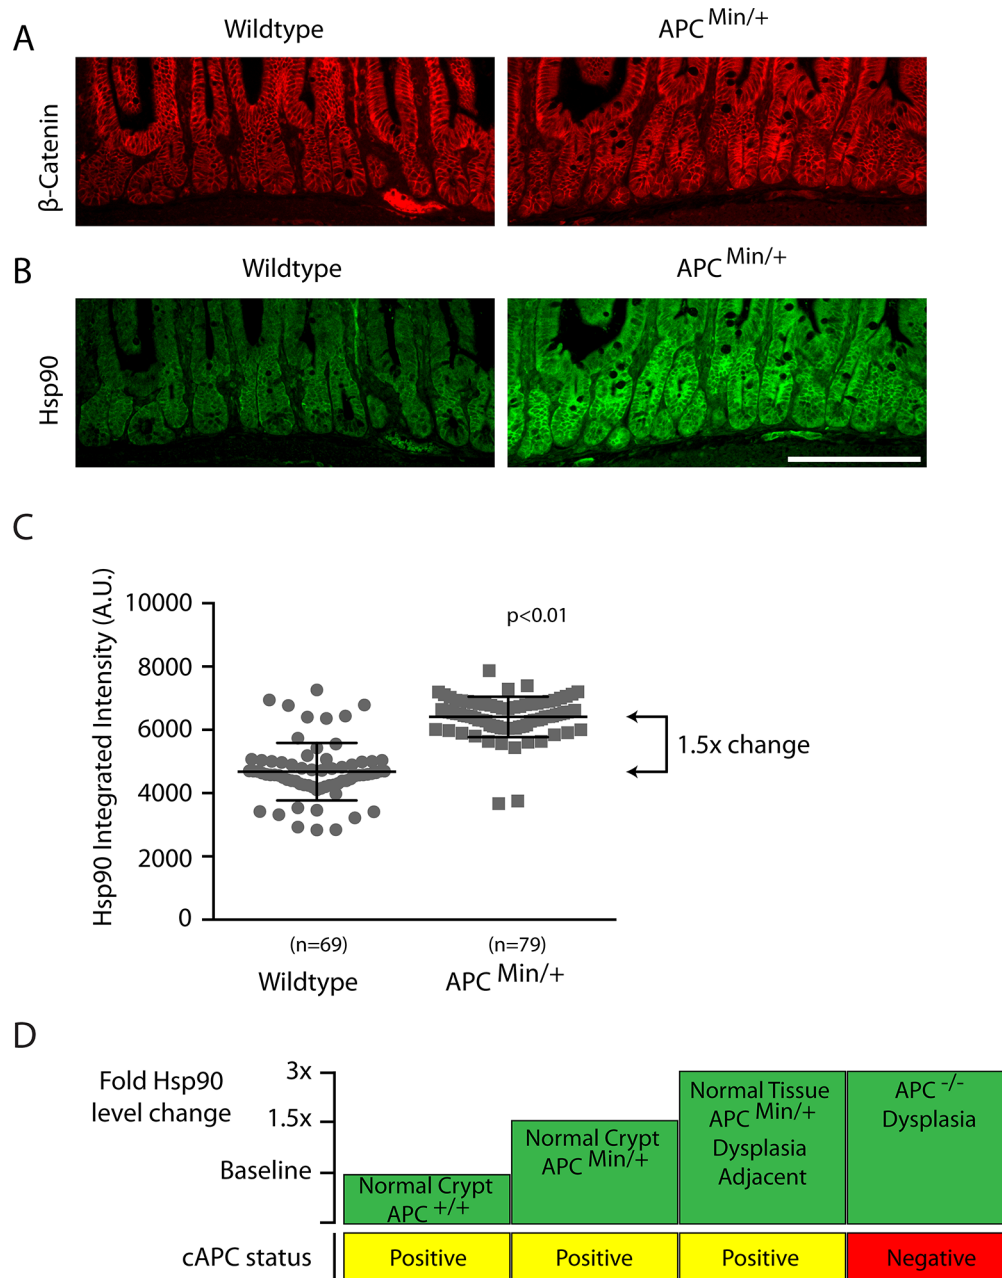 A
Wildtype
APC Min/+
β-Catenin
B
Wildtype
APC Min/+
Hsp90
C
Hsp90 Integrated Intensity (A.U.)
10000
8000
6000
4000
2000
0
p<0.01
1.5x change
(n=69)
(n=79)
Wildtype
APC Min/+
D
Fold Hsp90
level change
3x
1.5x
Baseline
Normal Crypt
APC +/+
Normal Crypt
APC Min/+
Normal Tissue
APC Min/+
Dysplasia
Adjacent
APC -/-
Dysplasia
cAPC status
Positive
Positive
Positive
Negative